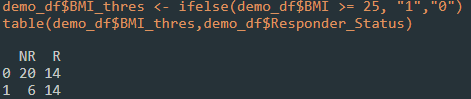 demo_df$BMI_thres <- ifelse(demo_df$BMI >= 25, "1","0")
table(demo_df$BMI_thres,demo_df$Responder_Status)
NR R
0 20 14
1 6 14